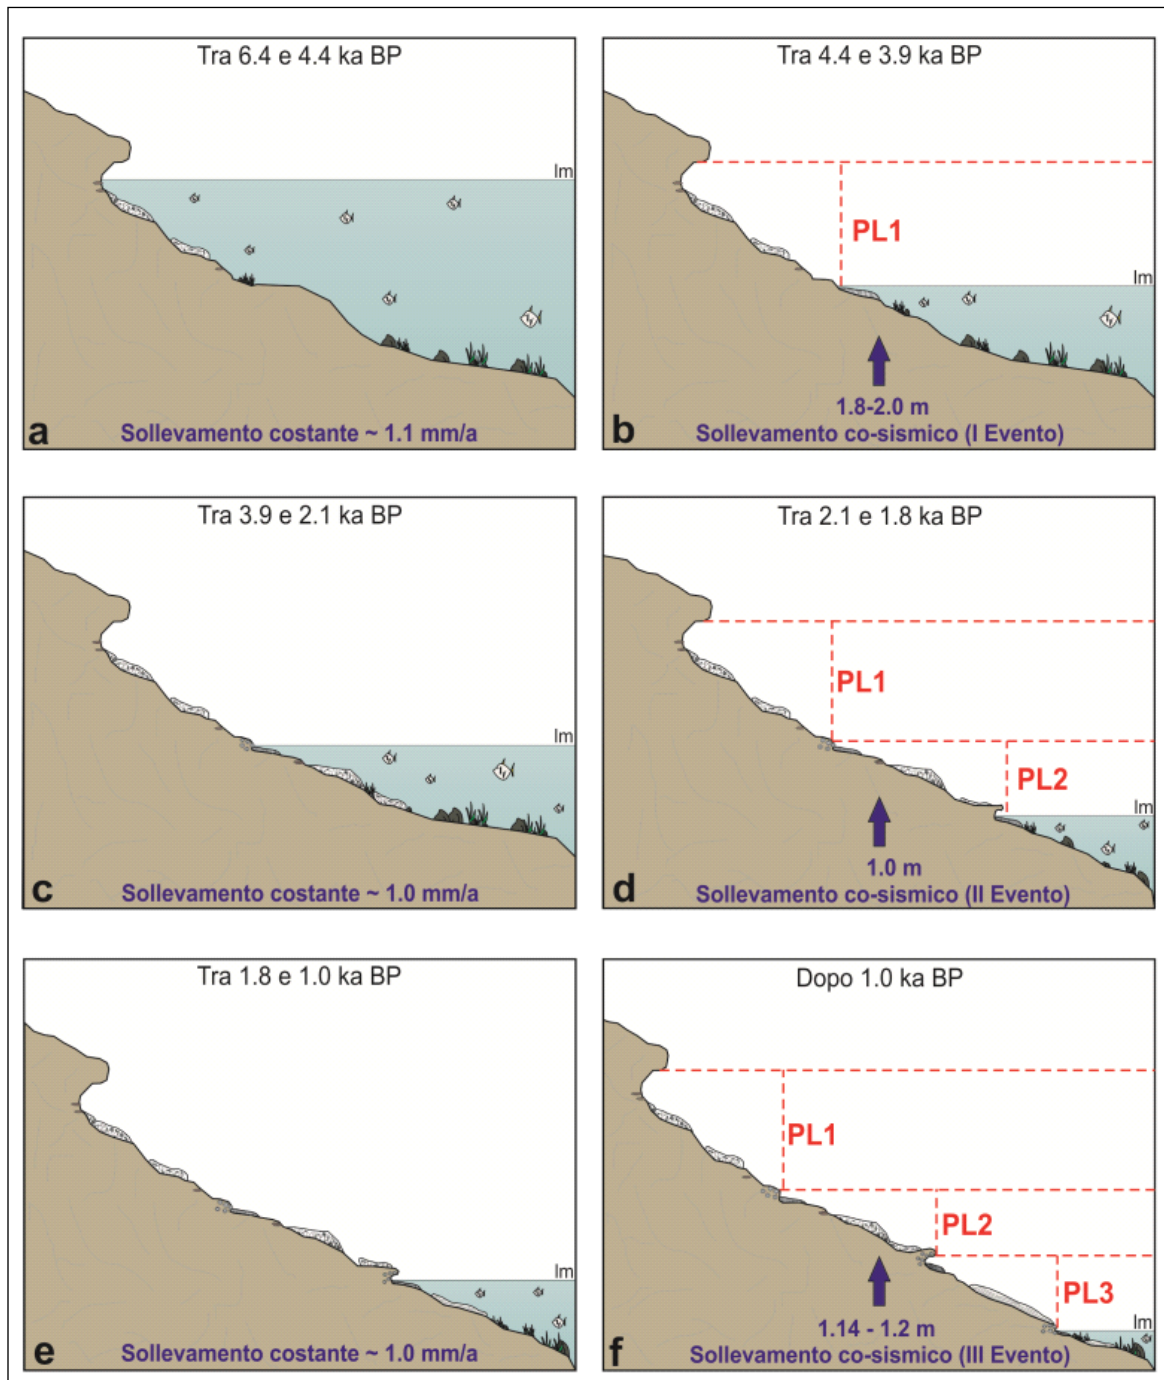 Tra 6.4 e 4.4 ka BP
lm
a
Sollevamento costante ~ 1.1 mm/a
Tra 4.4 e 3.9 ka BP
PL1
lm
1.8-2.0 m
b
Sollevamento co-sismico (I Evento)
Tra 3.9 e 2.1 ka BP
lm
c
Sollevamento costante ~ 1.0 mm/a
Tra 2.1 e 1.8 ka BP
PL1
PL2
lm
1.0 m
d
Sollevamento co-sismico (II Evento)
Tra 1.8 e 1.0 ka BP
lm
e
Sollevamento costante ~ 1.0 mm/a
Dopo 1.0 ka BP
PL1
PL2
PL3
lm
1.14 - 1.2 m
f
Sollevamento co-sismico (III Evento)